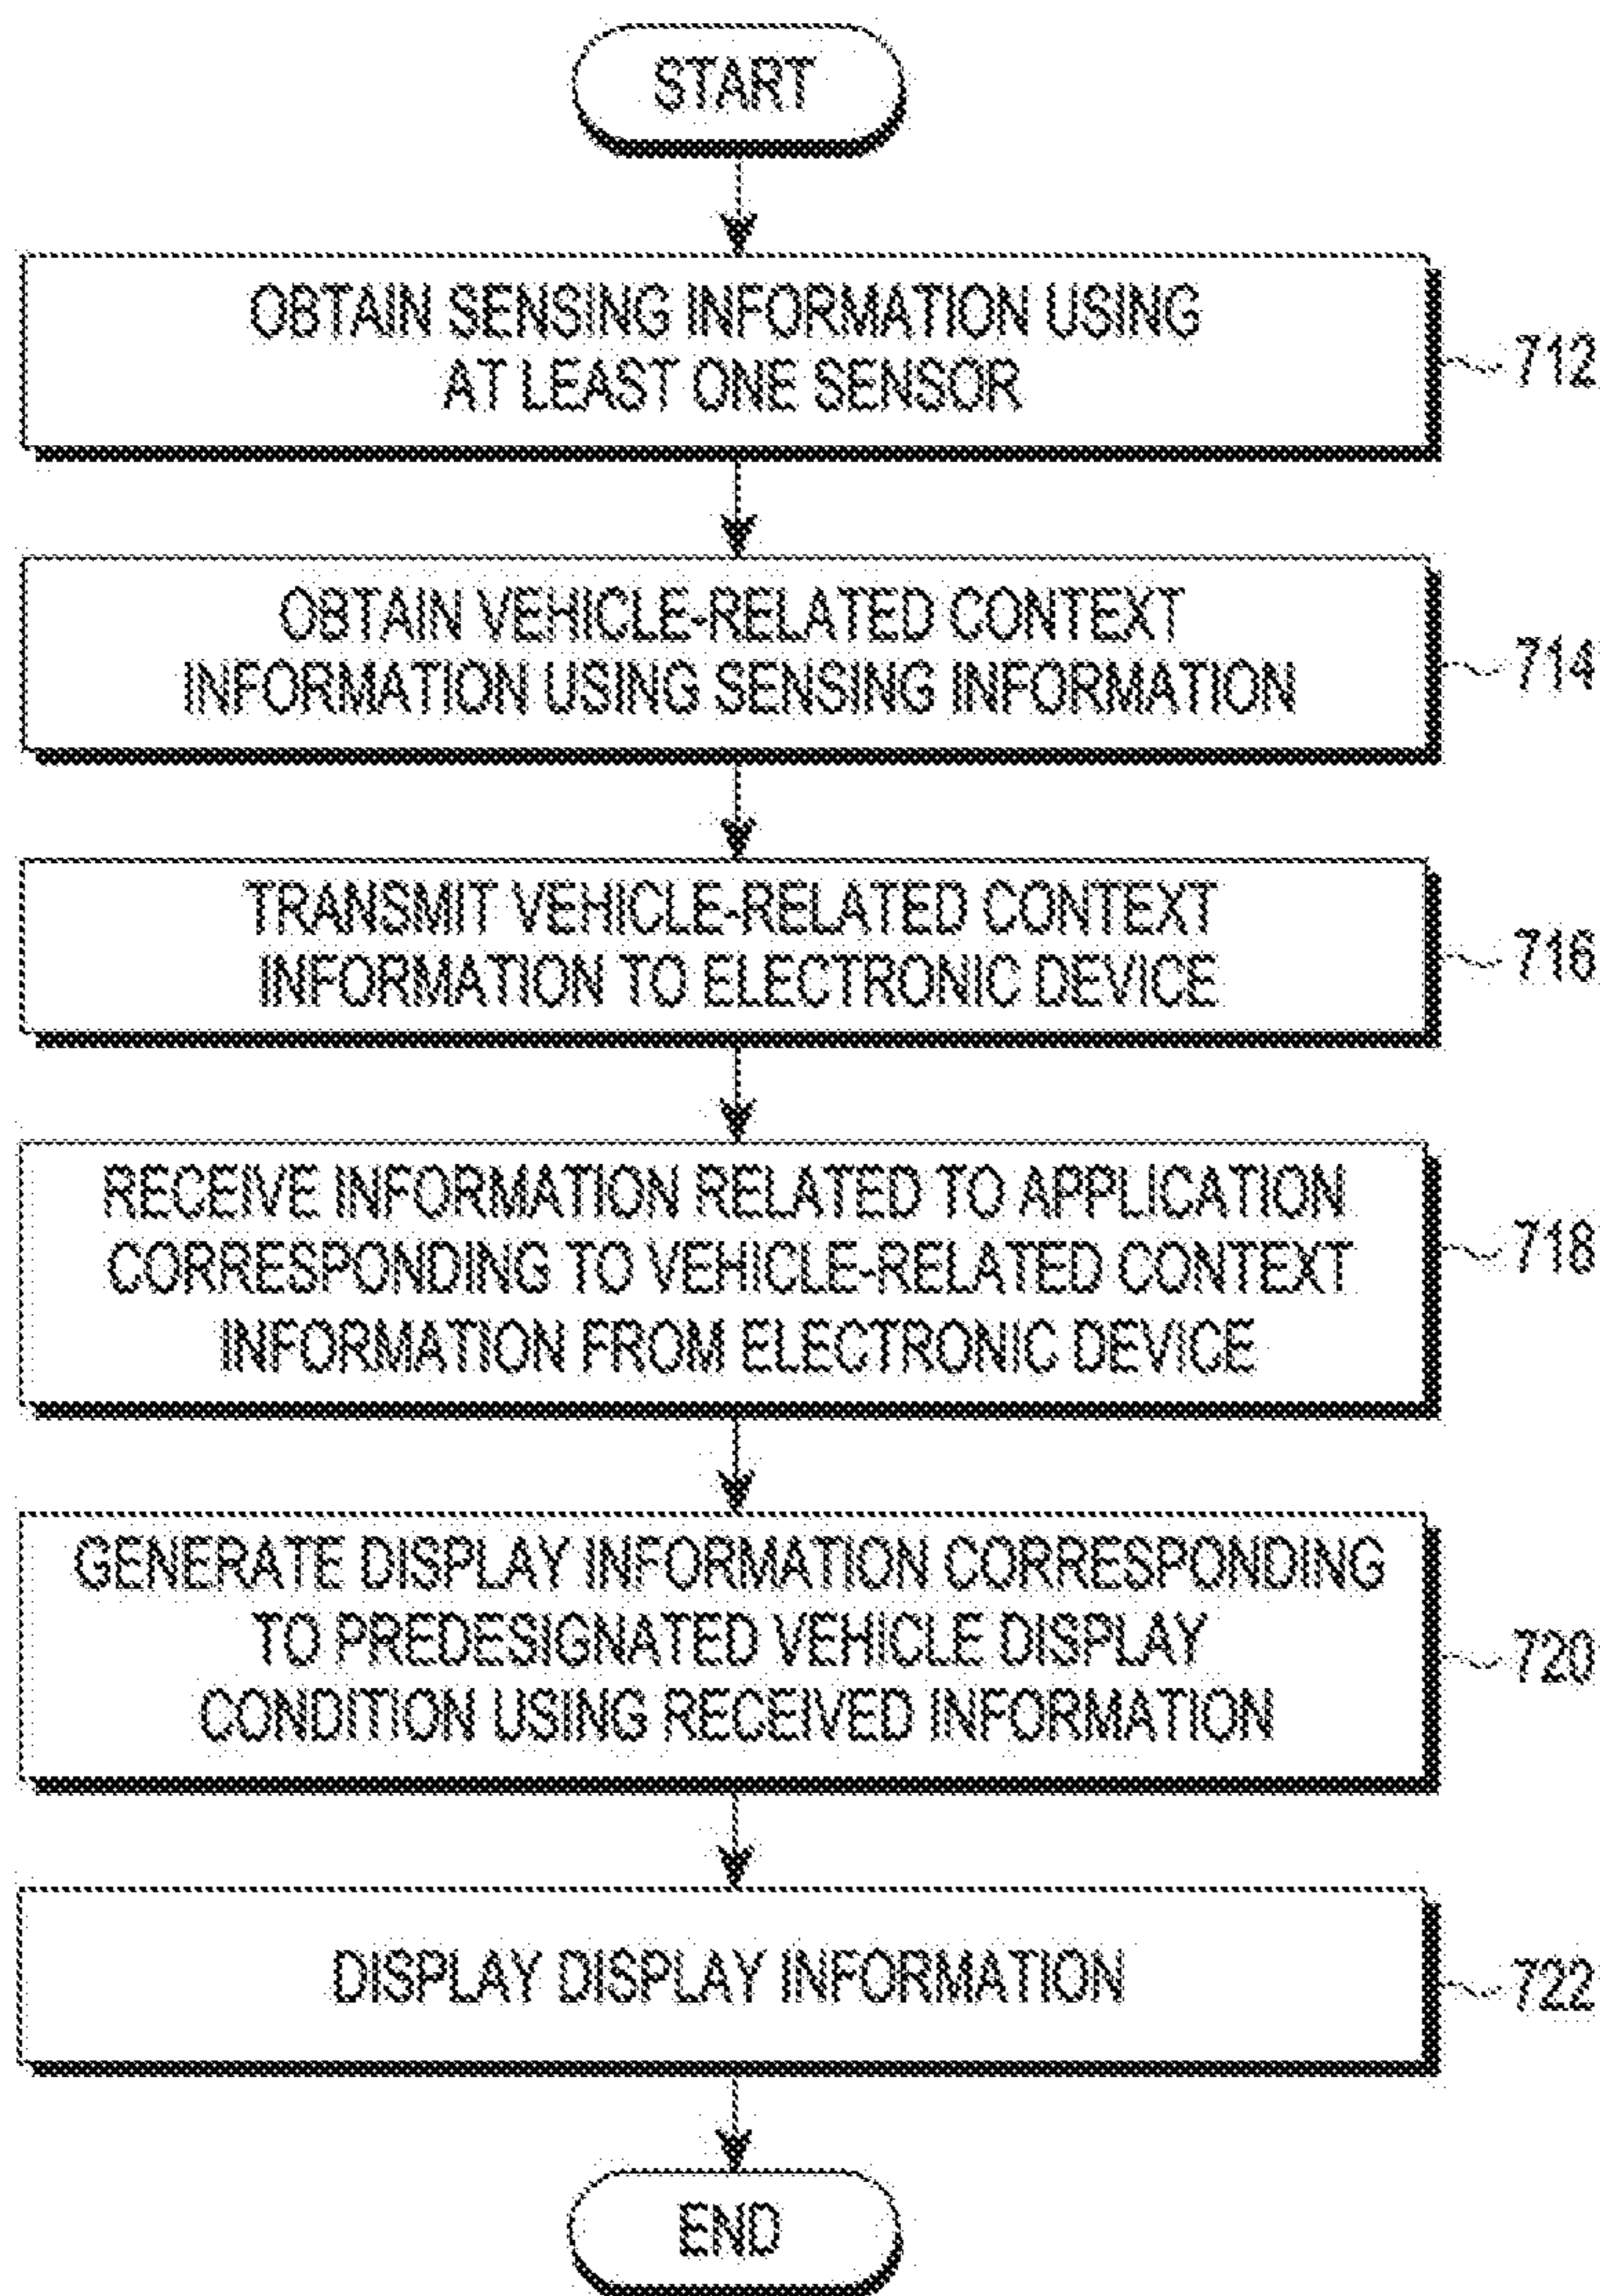 START
OBTAIN SENSING INFORMATION USING
AT LEAST ONE SENSOR
712
OBTAIN VEHICLE-RELATED CONTEXT
INFORMATION USING SENSING INFORMATION
714
TRANSMIT VEHICLE-RELATED CONTEXT
INFORMATION TO ELECTRONIC DEVICE
716
RECEIVE INFORMATION RELATED TO APPLICATION
CORRESPONDING TO VEHICLE-RELATED CONTEXT
INFORMATION FROM ELECTRONIC DEVICE
718
GENERATE DISPLAY INFORMATION CORRESPONDING
TO PREDESIGNATED VEHICLE DISPLAY
CONDITION USING RECEIVED INFORMATION
720
DISPLAY DISPLAY INFORMATION
722
END